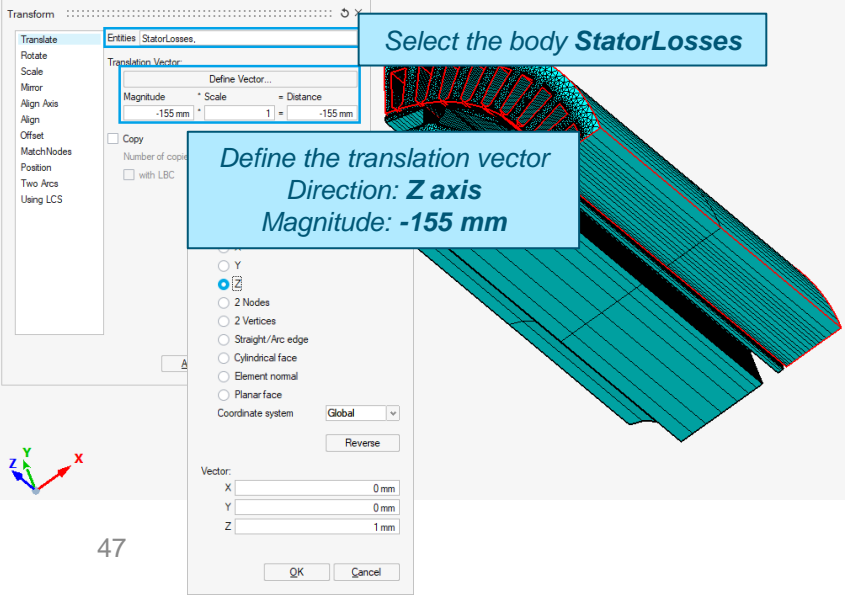 Transform
Translate
Rotate
Scale
Mirror
Align Axis
Align
Offset
MatchNodes
Position
Two Arcs
Using LCS
Entities StatorLosses,
Translation Vector:
Define Vector...
Magnitude * Scale = Distance
-155 mm * 1 = -155 mm
Copy
Number of copie
with LBC
A
Select the body StatorLosses
Define the translation vector
Direction: Z axis
Magnitude: -155 mm
Y
Z
2 Nodes
2 Vertices
Straight/Arc edge
Cylindrical face
Element normal
Planar face
Coordinate system Global
Reverse
Vector:
X 0 mm
Y 0 mm
Z 1 mm
OK Cancel
Z Y X
47